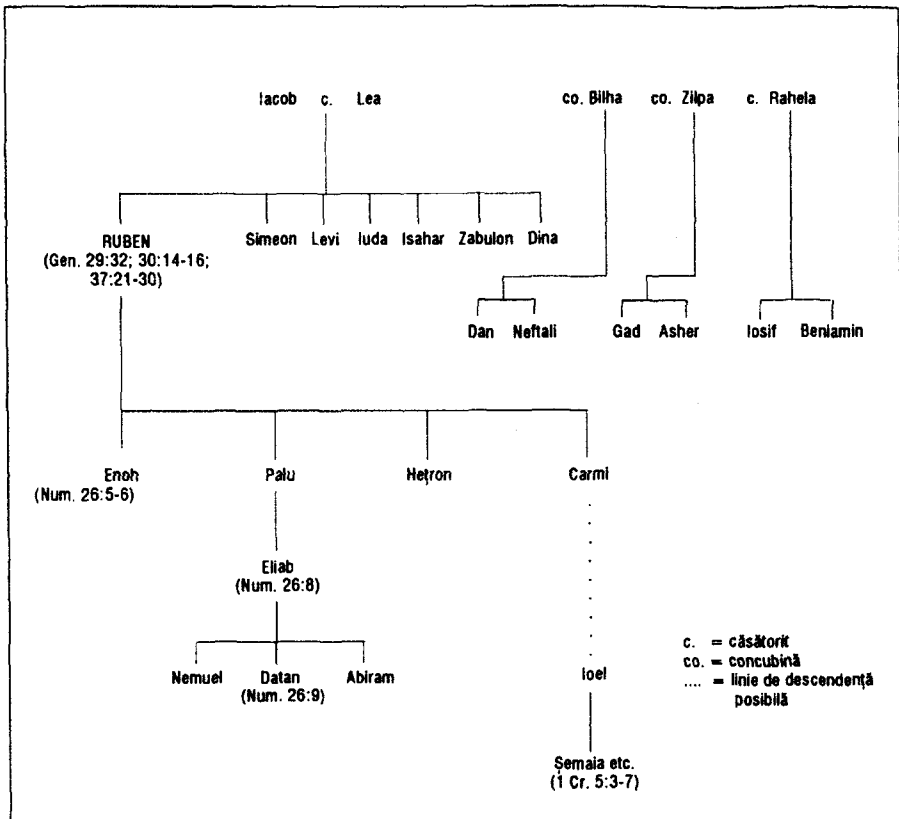 Iacob c. Lea co. Bilha co. Zilpa c. Rahela
RUBEN Simeon Levi Iuda Isahar Zabulon Dina
(Gen. 29:32; 30:14-16;
37:21-30)
Dan Neftali Gad Asher Iosif Beniamin
Enoh Palu Hețron Carmi
(Num. 26:5-6)
Eliab
(Num. 26:8)
Nemuel Datan Abiram Ioel
(Num. 26:9)
c. = căsătorit
co. = concubină
.... = linie de descendență
posibilă
Șemaia etc.
(1 Cr. 5:3-7)